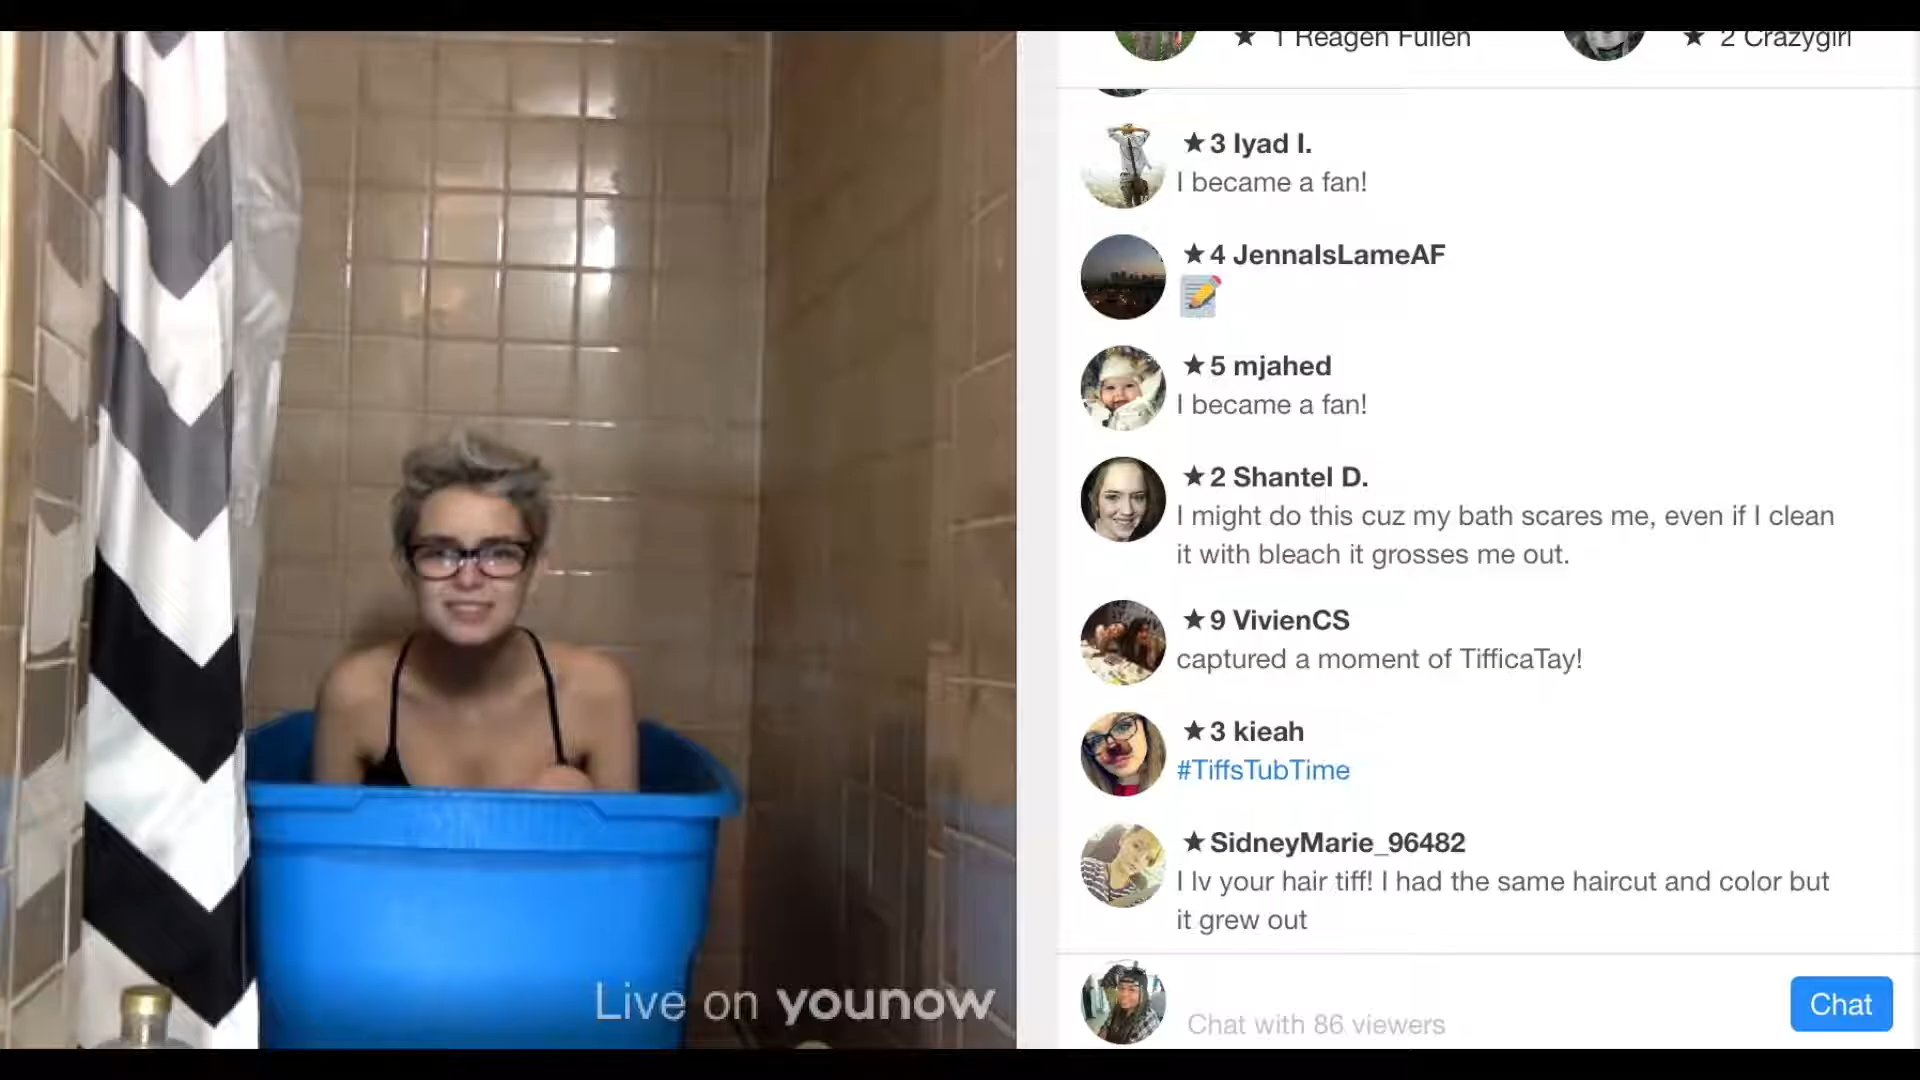 ★ 1 Reagen Fullen
★ 2 Crazygirl
★ 3 Iyad I.
I became a fan!
★ 4 JennaIsLameAF
★ 5 mjahed
I became a fan!
★ 2 Shantel D.
I might do this cuz my bath scares me, even if I clean
it with bleach it grosses me out.
★ 9 VivienCS
captured a moment of TifficaTay!
★ 3 kieah
#TiffsTubTime
★ SidneyMarie_96482
I lv your hair tiff! I had the same haircut and color but
it grew out
Live on younow
Chat with 86 viewers
Chat